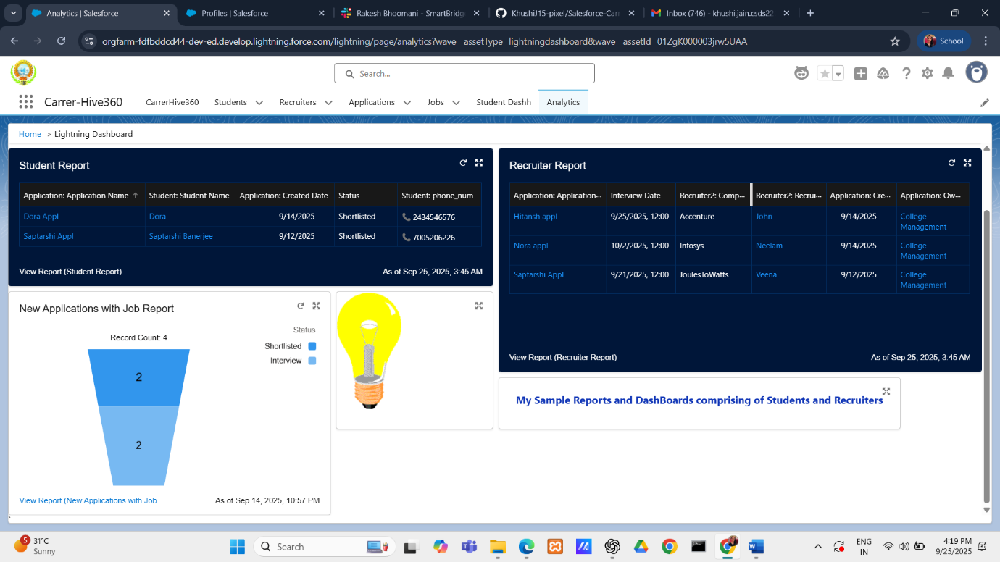 Analytics | Salesforce
Profiles | Salesforce
Rakesh Bhoomani - SmartBridge
KhushiJ15-pixel/Salesforce-Carr
Inbox (746) - khushi.jain.csds22
orgfarm-fdfbddcd44-dev-ed.develop.lightning.force.com/lightning/page/analytics?wave__assetType=lightningdashboard&wave__assetId=01ZgK000003jrw5UAA
School
Search...
Carrer-Hive360
CarrerHive360
Students
Recruiters
Applications
Jobs
Student Dashh
Analytics
Home > Lightning Dashboard
Student Report
Application: Application Name ↑ Student: Student Name Application: Created Date Status Student: phone_num
Dora Appl Dora 9/14/2025 Shortlisted 2434546576
Saptarshi Appl Saptarshi Banerjee 9/12/2025 Shortlisted 7005206226
View Report (Student Report) As of Sep 25, 2025, 3:45 AM
Recruiter Report
Application: Application... Interview Date Recruiter2: Comp... Recruiter2: Recrui... Application: Cre... Application: Ow...
Hitansh appl 9/25/2025, 12:00 Accenture John 9/14/2025 College
Management
Nora appl 10/2/2025, 12:00 Infosys Neelam 9/14/2025 College
Management
Saptarshi Appl 9/21/2025, 12:00 JoulesToWatts Veena 9/12/2025 College
Management
View Report (Recruiter Report) As of Sep 25, 2025, 3:45 AM
New Applications with Job Report
Record Count: 4
Status
Shortlisted
Interview
2
2
View Report (New Applications with Job ... As of Sep 14, 2025, 10:57 PM
My Sample Reports and DashBoards comprising of Students and Recruiters
5
31°C
Sunny
Search
ENG
IN
4:19 PM
9/25/2025